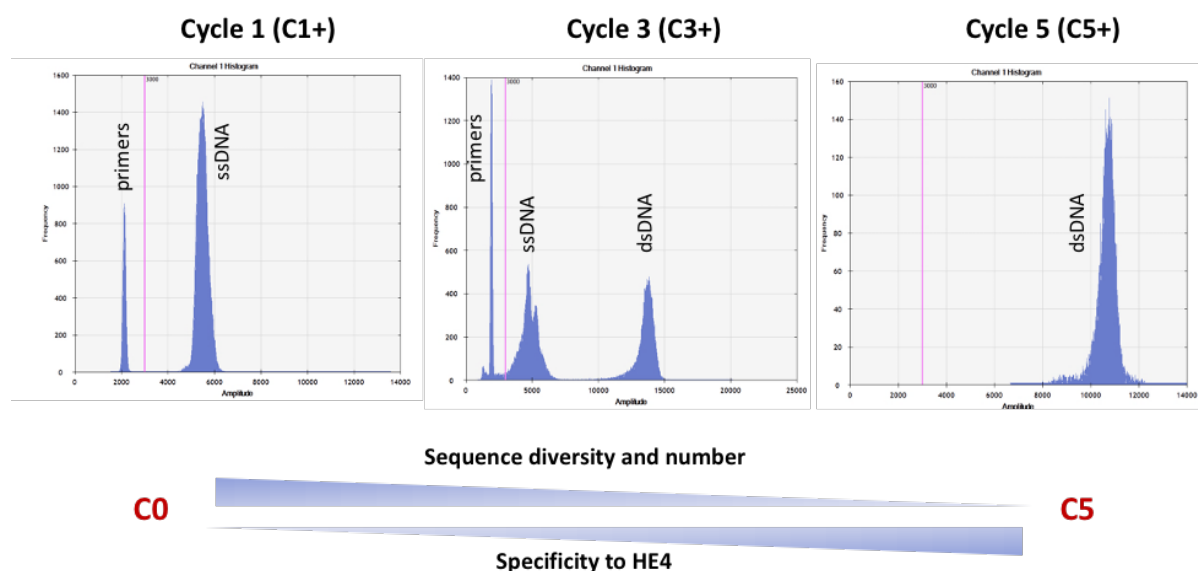 Cycle 1 (C1+)
Cycle 3 (C3+)
Cycle 5 (C5+)
Channel 1 Histogram
3000
1600
1400
1200
1000
800
600
400
200
0
Frequency
primers
ssDNA
0 2000 4000 6000 8000 10000 12000 14000
Amplitude
Channel 1 Histogram
3000
1400
1200
1000
800
600
400
200
0
Frequency
primers
ssDNA
dsDNA
0 5000 10000 15000 20000 25000
Amplitude
Channel 1 Histogram
3000
160
140
120
100
80
60
40
20
0
Frequency
dsDNA
0 2000 4000 6000 8000 10000 12000 14000
Amplitude
Sequence diversity and number
C0
C5
Specificity to HE4